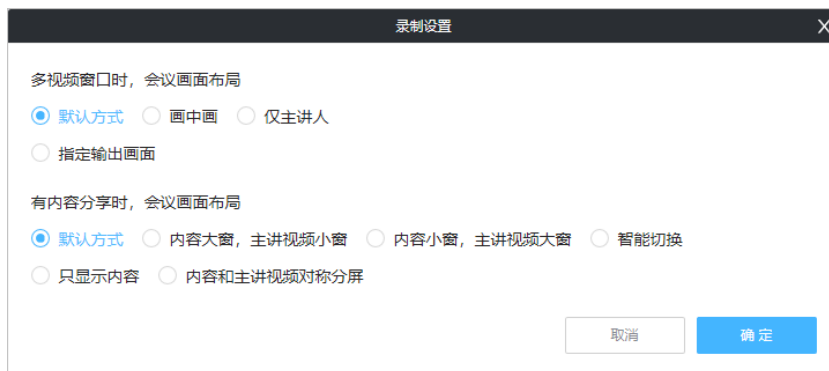 录制设置
多视频窗口时，会议画面布局
默认方式 画中画 仅主讲人
指定输出画面
有内容分享时，会议画面布局
默认方式 内容大窗，主讲视频小窗 内容小窗，主讲视频大窗 智能切换
只显示内容 内容和主讲视频对称分屏
取消 确定